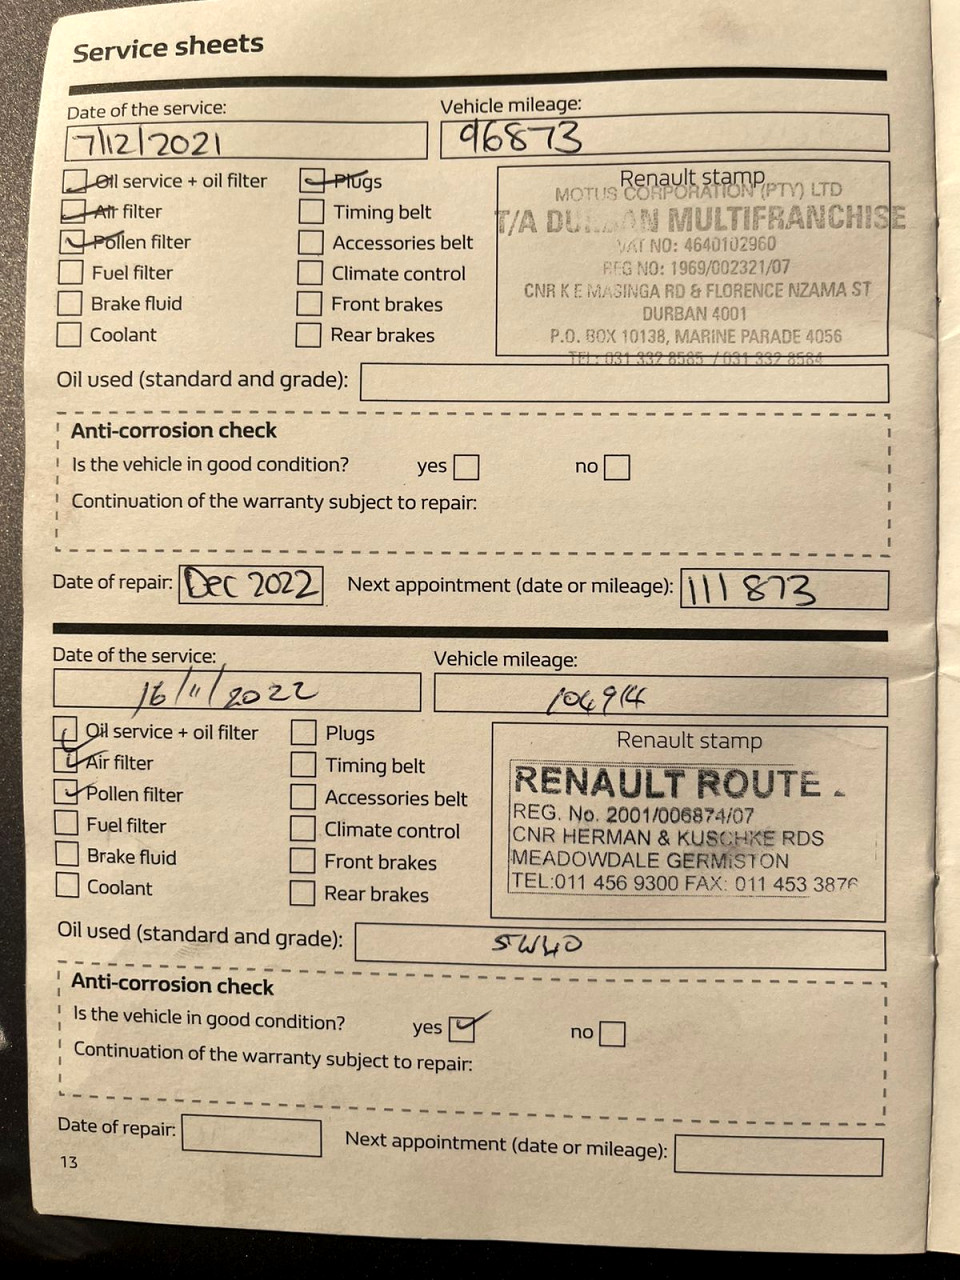 Service sheets
Date of the service: Vehicle mileage:
7/12/2021 96873
Oil service + oil filter Plugs Renault stamp
Air filter Timing belt
Pollen filter Accessories belt
Fuel filter Climate control
Brake fluid Front brakes
Coolant Rear brakes
MOTUS CORPORATION (PTY) LTD
T/A DURBAN MULTIFRANCHISE
VAT NO: 4640102960
REG NO: 1969/002321/07
CNR K E MASINGA RD & FLORENCE NZAMA ST
DURBAN 4001
P.O. BOX 10138, MARINE PARADE 4056
TEL: 031 332 8585 / 031 332 8584
Oil used (standard and grade):
Anti-corrosion check
Is the vehicle in good condition? yes no
Continuation of the warranty subject to repair:
Date of repair: Dec 2022 Next appointment (date or mileage): 111 873
Date of the service: Vehicle mileage:
16/11/2022 104914
Oil service + oil filter Plugs Renault stamp
Air filter Timing belt
Pollen filter Accessories belt
Fuel filter Climate control
Brake fluid Front brakes
Coolant Rear brakes
RENAULT ROUTE
REG. No. 2001/006874/07
CNR HERMAN & KUSCHKE RDS
MEADOWDALE GERMISTON
TEL:011 456 9300 FAX: 011 453 3876
Oil used (standard and grade): 5W40
Anti-corrosion check
Is the vehicle in good condition? yes no
Continuation of the warranty subject to repair:
Date of repair: Next appointment (date or mileage):
13